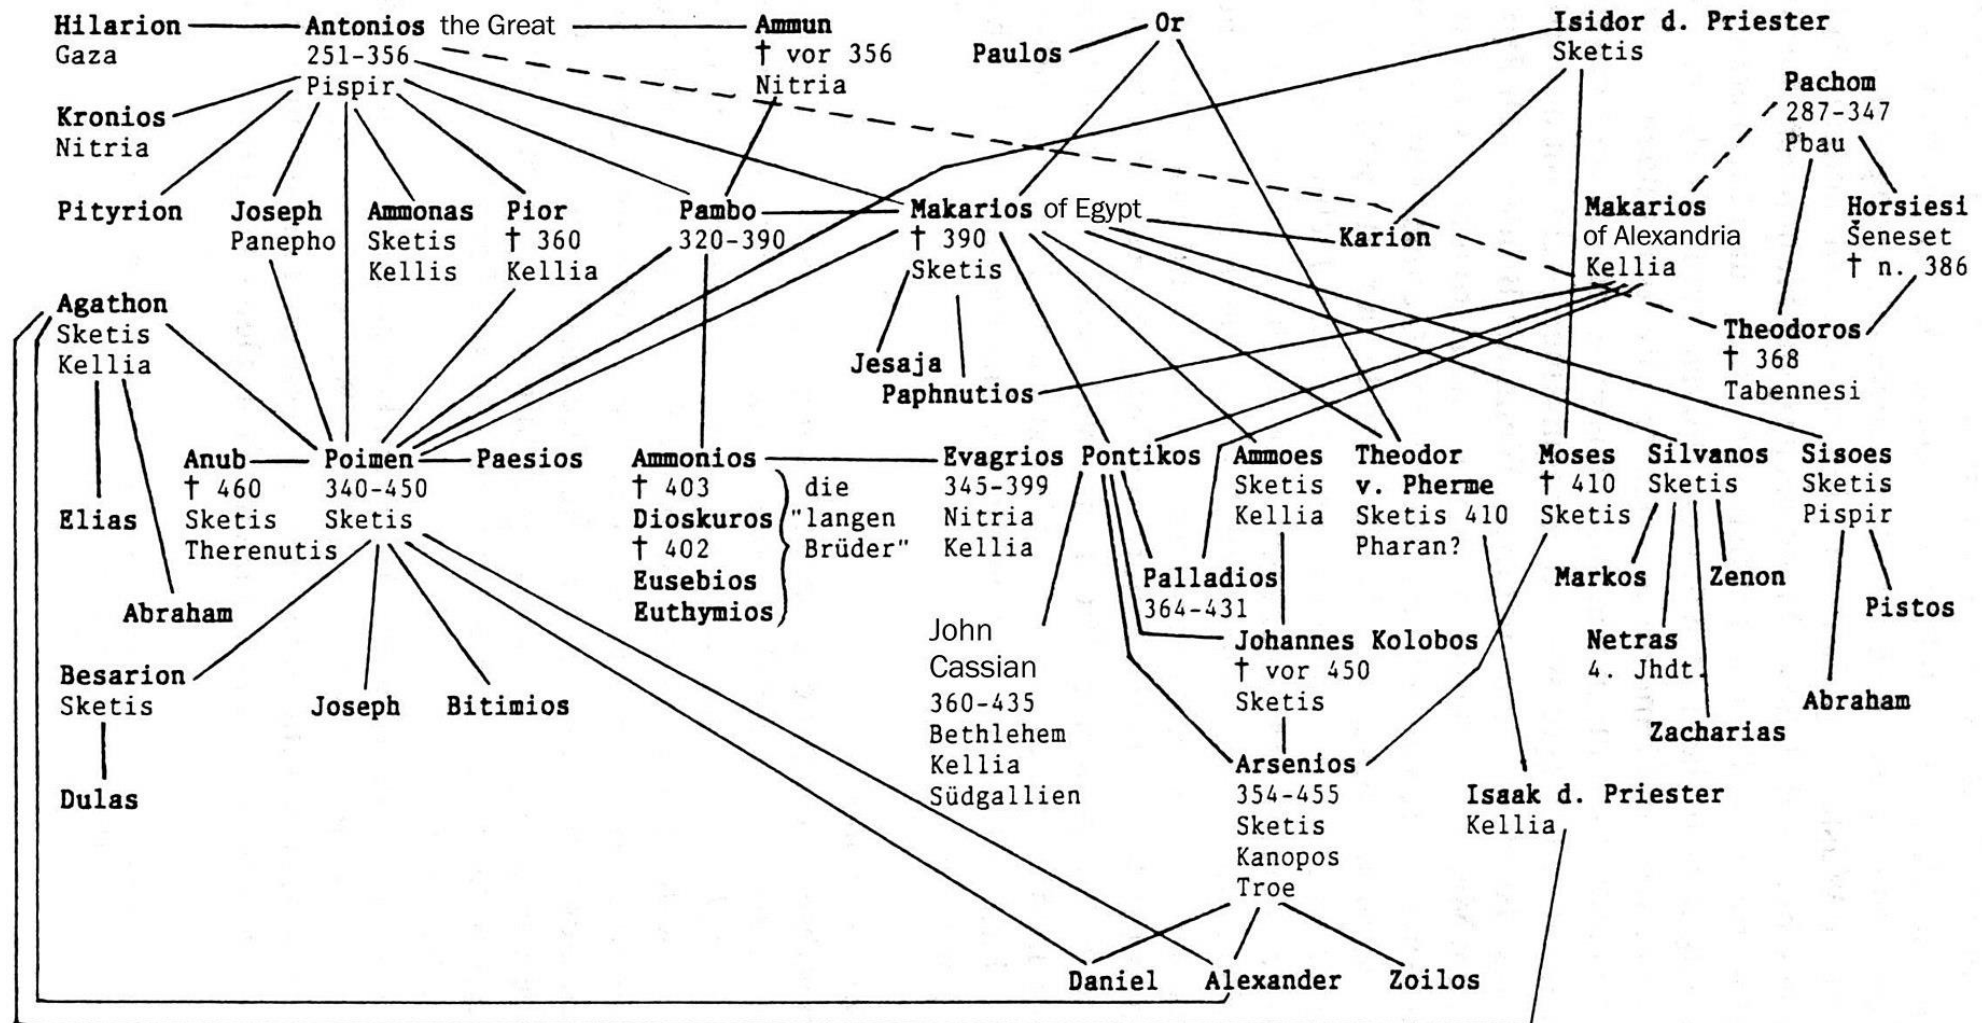 Hilarion
Gaza
Antonios the Great
251-356
Pispir
Ammun
† vor 356
Nitria
Paulos
Or
Isidor d. Priester
Sketis
Pachom
287-347
Pbau
Kronios
Nitria
Pityrion
Joseph
Panepho
Ammonas
Sketis
Kellis
Pior
† 360
Kellia
Pambo
320-390
Makarios of Egypt
† 390
Sketis
Karion
Makarios
of Alexandria
Kellia
Horsiesi
Šeneset
† n. 386
Agathon
Sketis
Kellia
Jesaja
Paphnutios
Theodoros
† 368
Tabennesi
Anub
† 460
Sketis
Therenutis
Poimen
340-450
Sketis
Paesios
Ammonios
† 403
Dioskuros
† 402
Eusebios
Euthymios
die
"langen
Brüder"
Evagrios Pontikos
345-399
Nitria
Kellia
Ammoes
Sketis
Kellia
Theodor
v. Pherme
Sketis 410
Pharan?
Moses
† 410
Sketis
Silvanos
Sketis
Sisoes
Sketis
Pispir
Elias
Abraham
Palladios
364-431
Markos
Zenon
Pistos
John
Cassian
360-435
Bethlehem
Kellia
Südgallien
Johannes Kolobos
† vor 450
Sketis
Netras
4. Jhdt.
Besarion
Sketis
Joseph
Bitimios
Zacharias
Abraham
Dulas
Arsenios
354-455
Sketis
Kanopos
Troe
Isaak d. Priester
Kellia
Daniel
Alexander
Zoilos